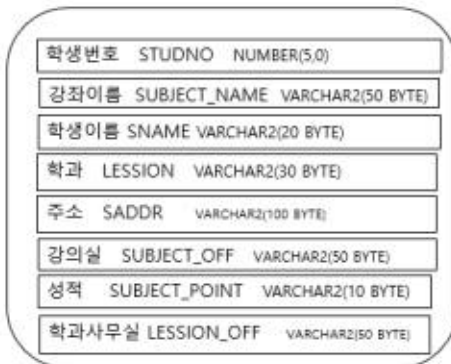 학생번호 STUDNO NUMBER(5,0)
강좌이름 SUBJECT_NAME VARCHAR2(50 BYTE)
학생이름 SNAME VARCHAR2(20 BYTE)
학과 LESSION VARCHAR2(30 BYTE)
주소 SADDR VARCHAR2(100 BYTE)
강의실 SUBJECT_OFF VARCHAR2(50 BYTE)
성적 SUBJECT_POINT VARCHAR2(10 BYTE)
학과사무실 LESSION_OFF VARCHAR2(50 BYTE)